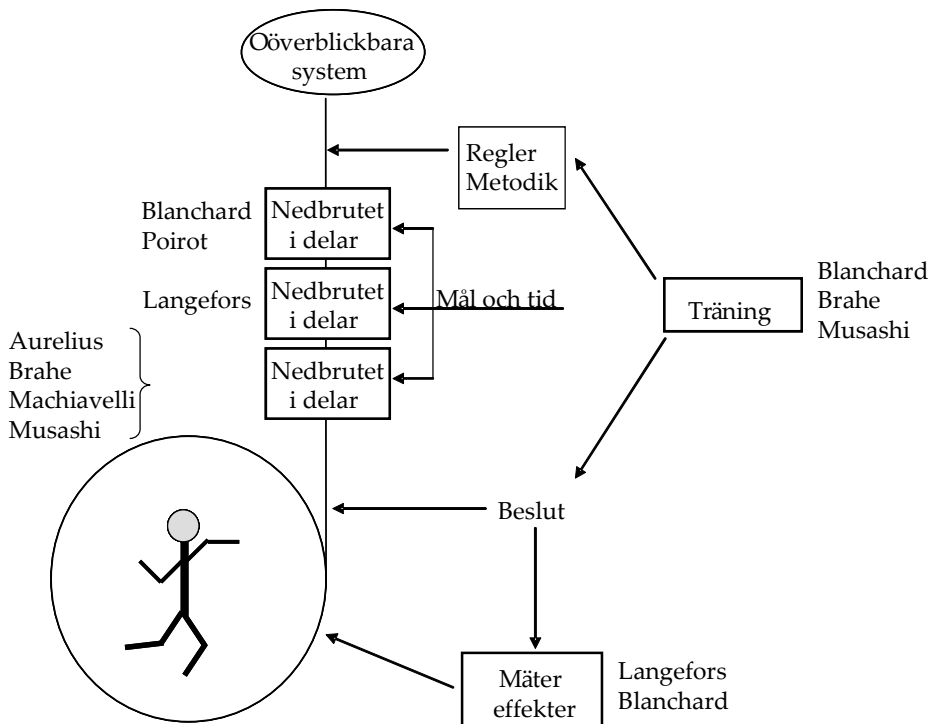 Oöverblickbara
system
Regler
Metodik
Blanchard
Poirot
Nedbrutet
i delar
Langefors
Nedbrutet
i delar
Mål och tid
Träning
Blanchard
Brahe
Musashi
Aurelius
Brahe
Machiavelli
Musashi
Nedbrutet
i delar
Beslut
Mäter
effekter
Langefors
Blanchard